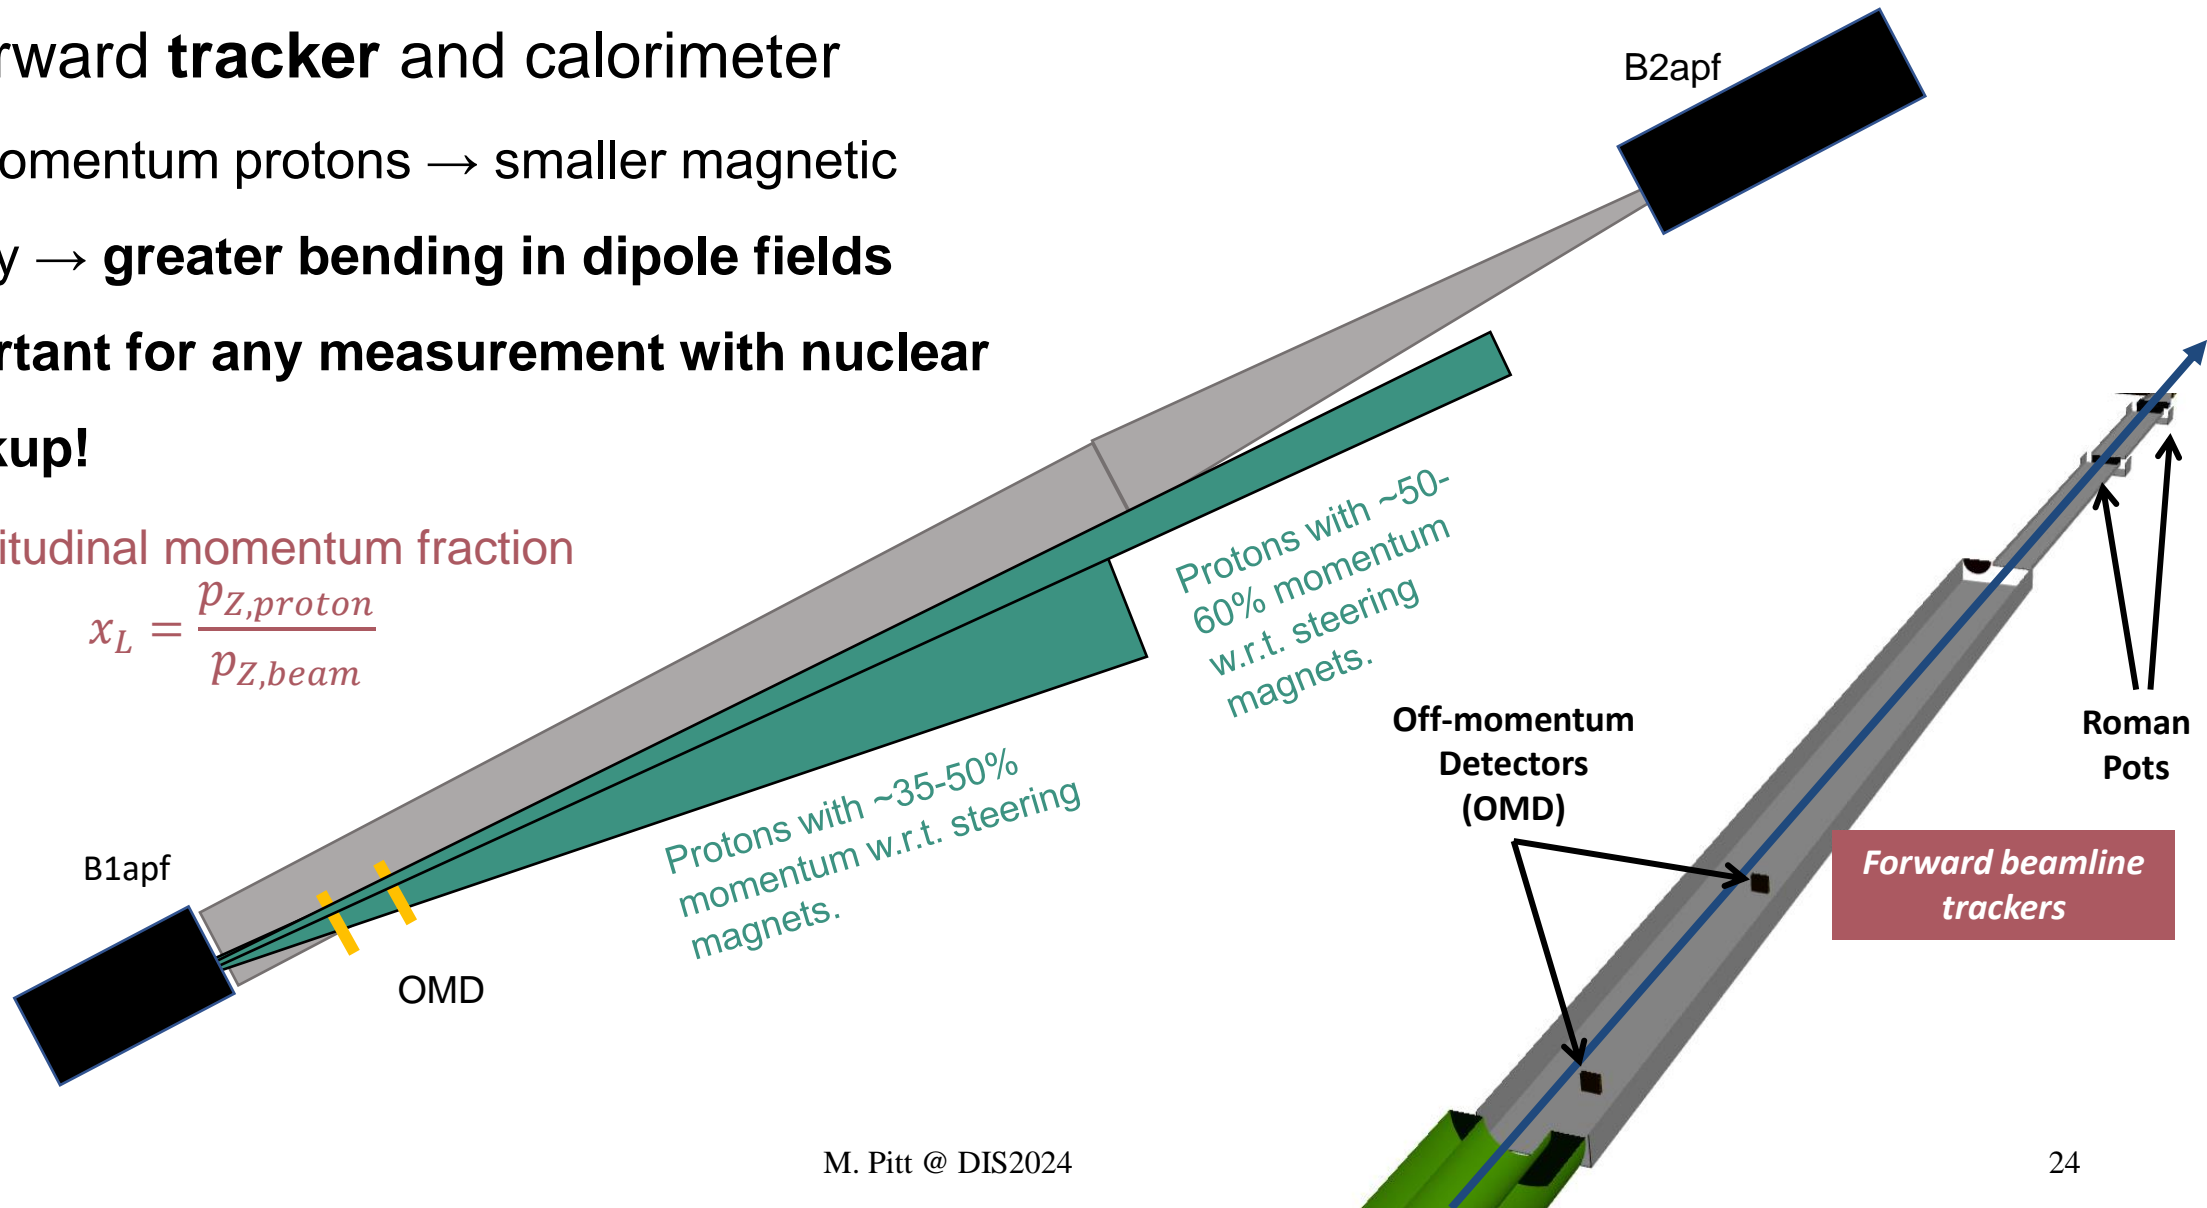 rward tracker and calorimeter
omentum protons → smaller magnetic
y → greater bending in dipole fields
rtant for any measurement with nuclear
kup!
itudinal momentum fraction
x_L = p_{Z,proton} / p_{Z,beam}
B2apf
Protons with ~50-
60% momentum
w.r.t. steering
magnets.
Protons with ~35-50%
momentum w.r.t. steering
magnets.
B1apf
OMD
Off-momentum
Detectors
(OMD)
Roman
Pots
Forward beamline
trackers
M. Pitt @ DIS2024
24